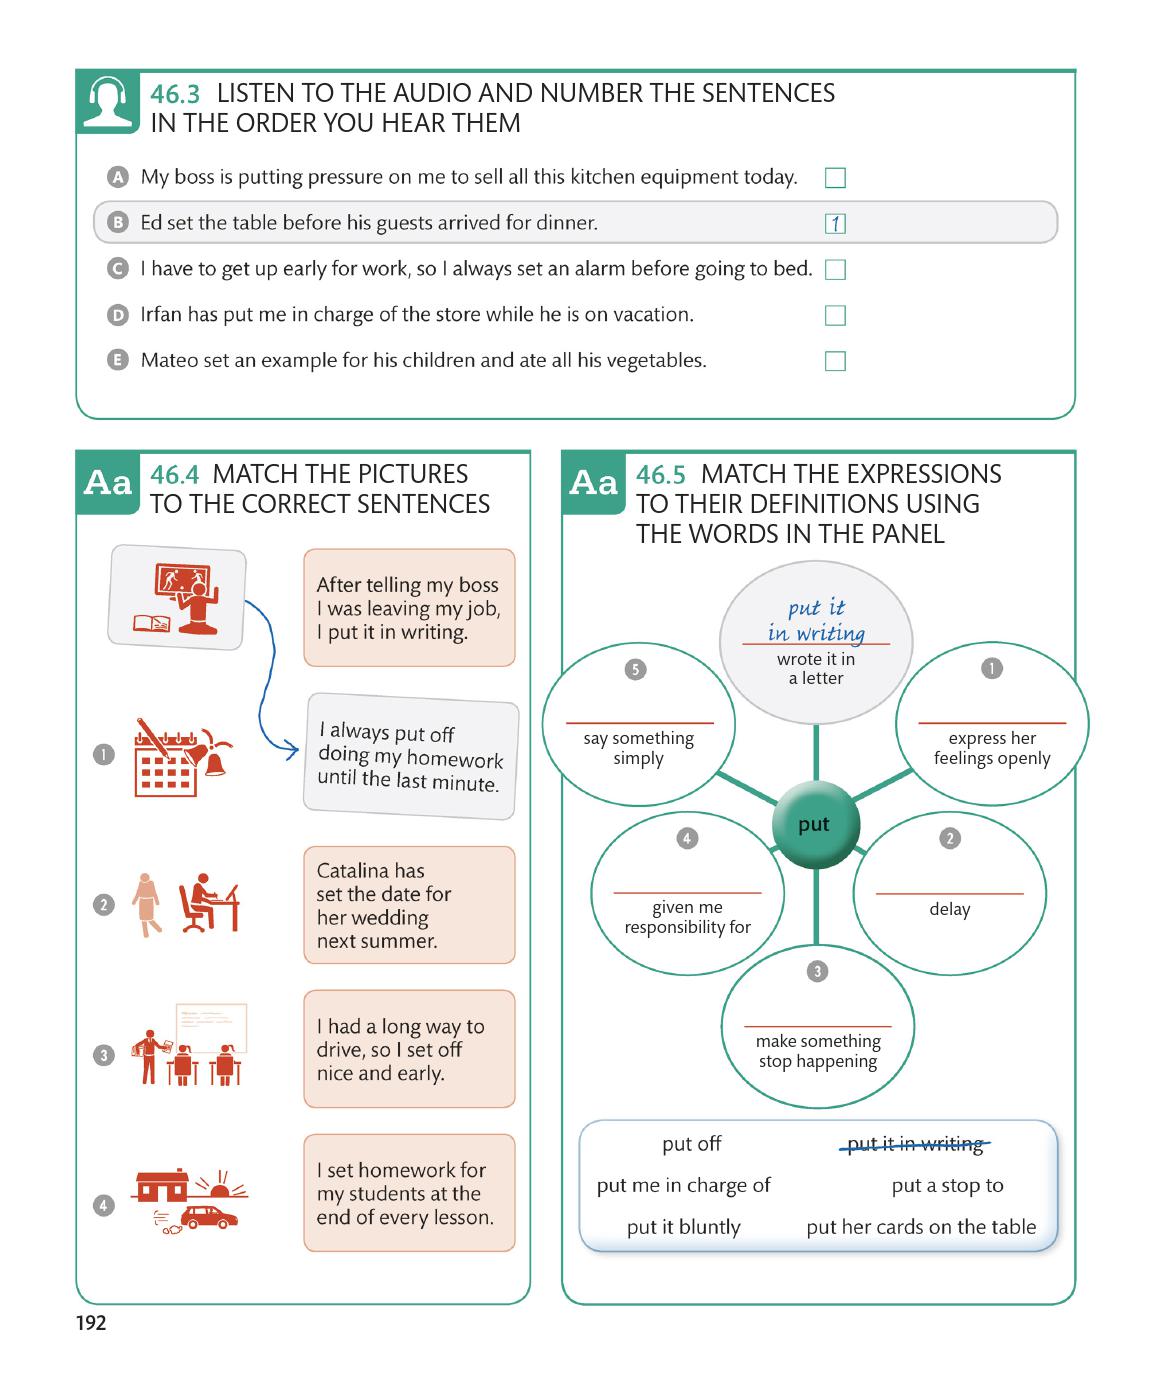 46.3 LISTEN TO THE AUDIO AND NUMBER THE SENTENCES
IN THE ORDER YOU HEAR THEM
A My boss is putting pressure on me to sell all this kitchen equipment today.
B Ed set the table before his guests arrived for dinner. 1
C I have to get up early for work, so I always set an alarm before going to bed.
D Irfan has put me in charge of the store while he is on vacation.
E Mateo set an example for his children and ate all his vegetables.
Aa 46.4 MATCH THE PICTURES
TO THE CORRECT SENTENCES
After telling my boss
I was leaving my job,
I put it in writing.
1
I always put off
doing my homework
until the last minute.
2
Catalina has
set the date for
her wedding
next summer.
3
I had a long way to
drive, so I set off
nice and early.
4
I set homework for
my students at the
end of every lesson.
Aa 46.5 MATCH THE EXPRESSIONS
TO THEIR DEFINITIONS USING
THE WORDS IN THE PANEL
put it
in writing
wrote it in
a letter
1
express her
feelings openly
2
delay
3
make something
stop happening
4
given me
responsibility for
5
say something
simply
put
put off
put it in writing
put me in charge of
put a stop to
put it bluntly
put her cards on the table
192